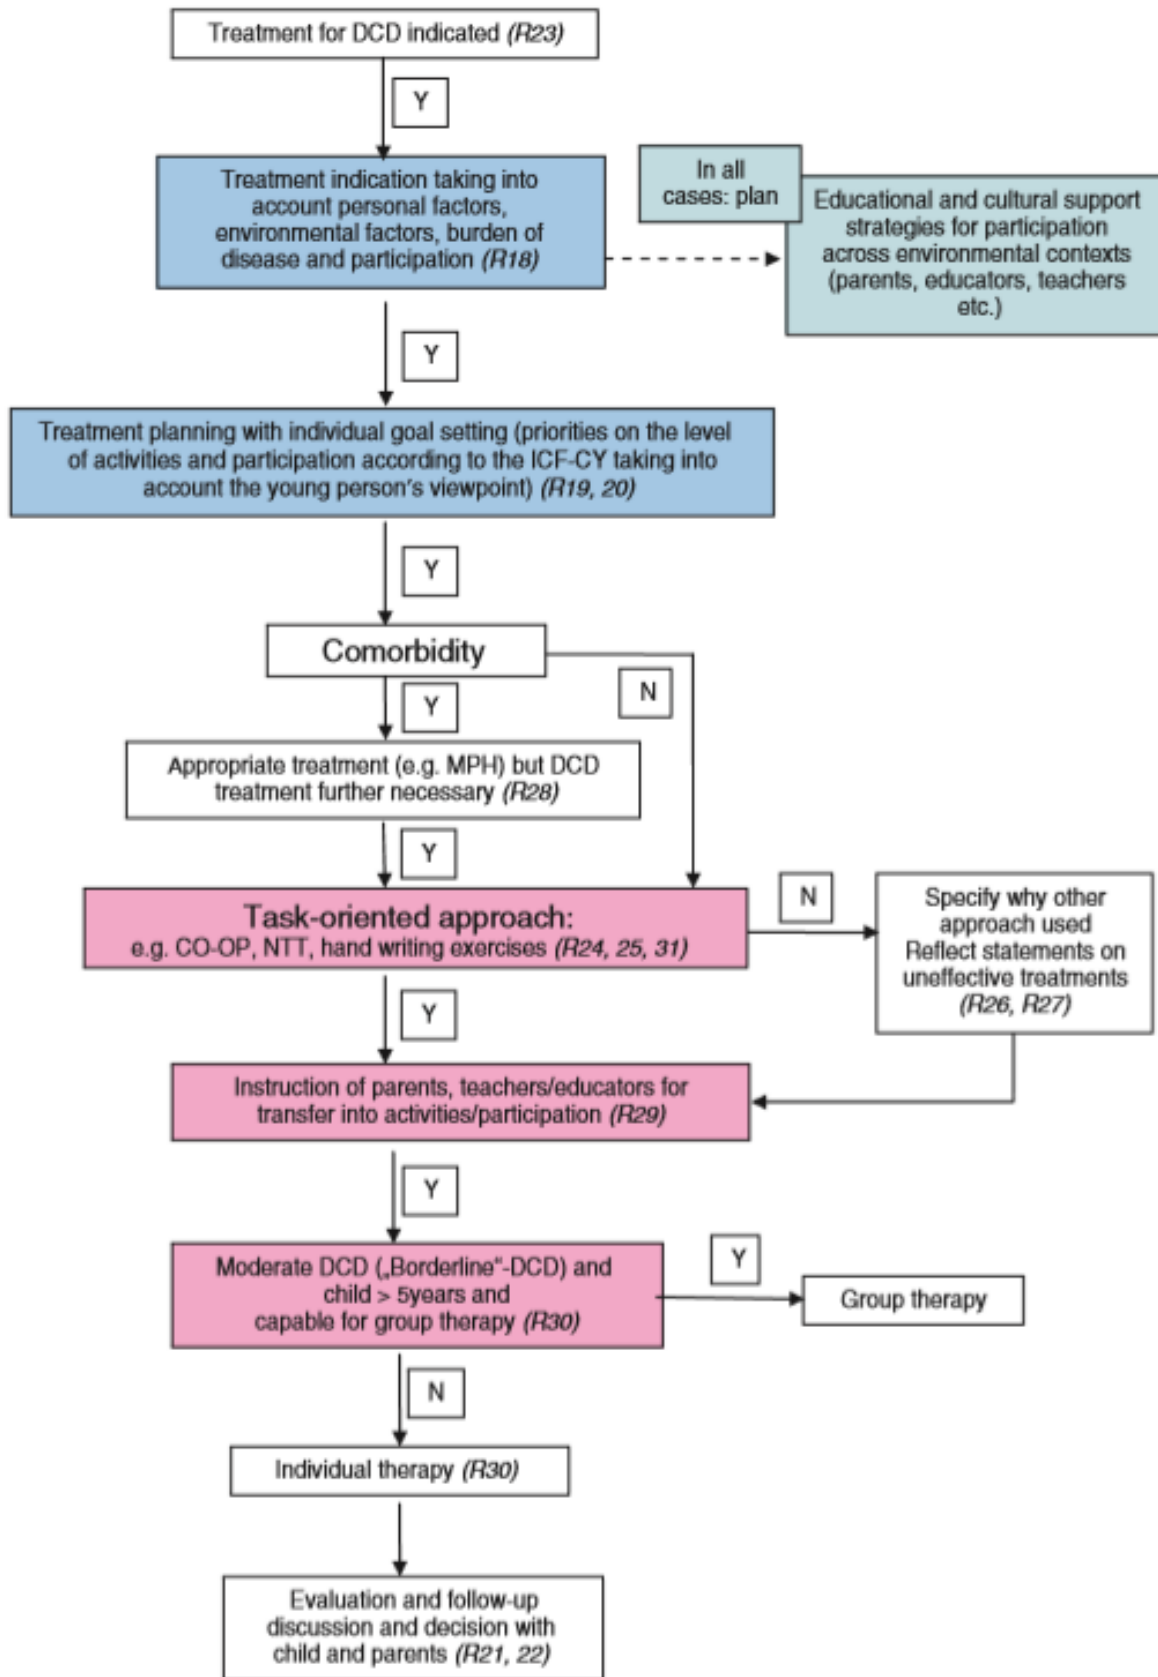 Treatment for DCD indicated (R23)
Y
Treatment indication taking into
account personal factors,
environmental factors, burden of
disease and participation (R18)
In all
cases: plan
Educational and cultural support
strategies for participation
across environmental contexts
(parents, educators, teachers
etc.)
Y
Treatment planning with individual goal setting (priorities on the level
of activities and participation according to the ICF-CY taking into
account the young person's viewpoint) (R19, 20)
Y
Comorbidity
Y
N
Appropriate treatment (e.g. MPH) but DCD
treatment further necessary (R28)
Y
Task-oriented approach:
e.g. CO-OP, NTT, hand writing exercises (R24, 25, 31)
N
Specify why other
approach used
Reflect statements on
uneffective treatments
(R26, R27)
Y
Instruction of parents, teachers/educators for
transfer into activities/participation (R29)
Y
Moderate DCD („Borderline“-DCD) and
child > 5years and
capable for group therapy (R30)
Y
Group therapy
N
Individual therapy (R30)
Evaluation and follow-up
discussion and decision with
child and parents (R21, 22)